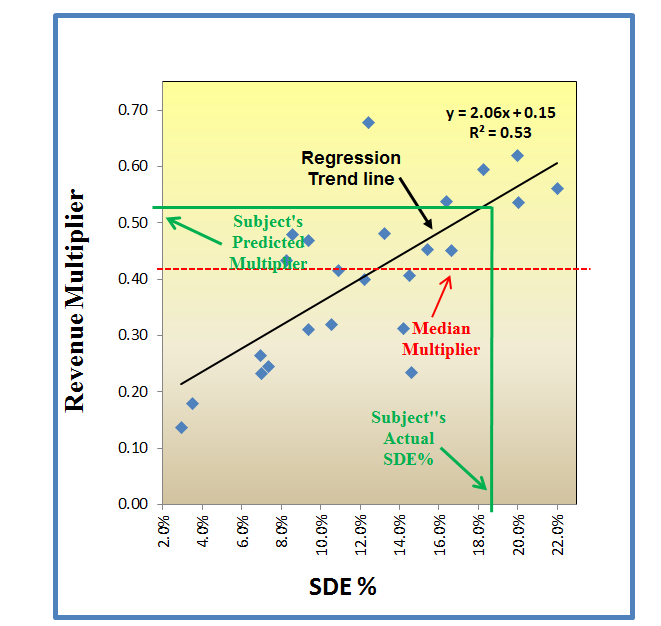 0.70
0.60
0.50
0.40
0.30
0.20
0.10
0.00
Revenue Multiplier
y = 2.06x + 0.15
R² = 0.53
Regression
Trend line
Subject's
Predicted
Multiplier
Median
Multiplier
Subject''s
Actual
SDE%
2.0%
4.0%
6.0%
8.0%
10.0%
12.0%
14.0%
16.0%
18.0%
20.0%
22.0%
SDE %